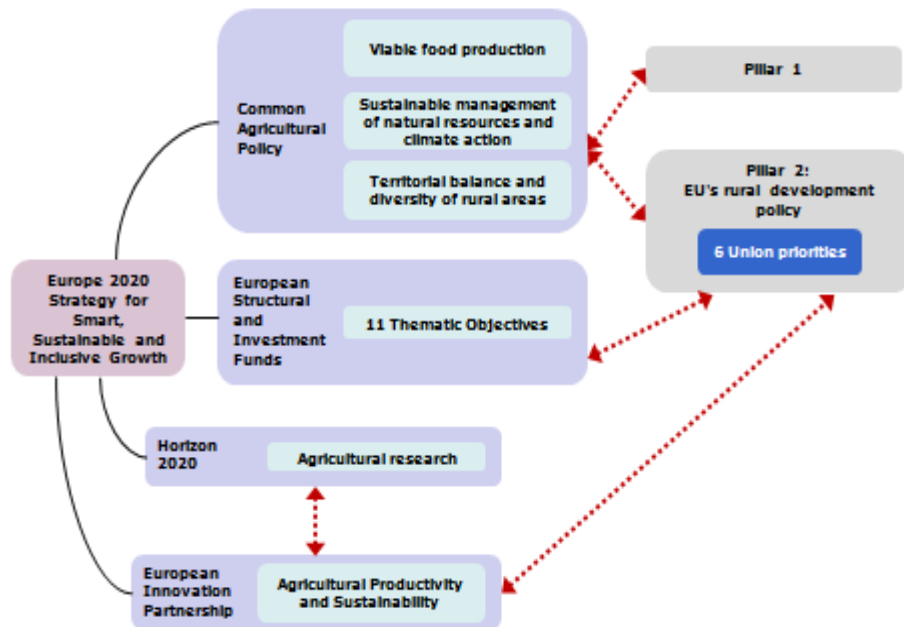 Viable food production
Common
Agricultural
Policy
Sustainable management
of natural resources and
climate action
Territorial balance and
diversity of rural areas
Pillar 1
Pillar 2:
EU's rural development
policy
6 Union priorities
Europe 2020
Strategy for
Smart,
Sustainable and
Inclusive Growth
European
Structural
and
Investment
Funds
11 Thematic Objectives
Horizon
2020
Agricultural research
European
Innovation
Partnership
Agricultural Productivity
and Sustainability